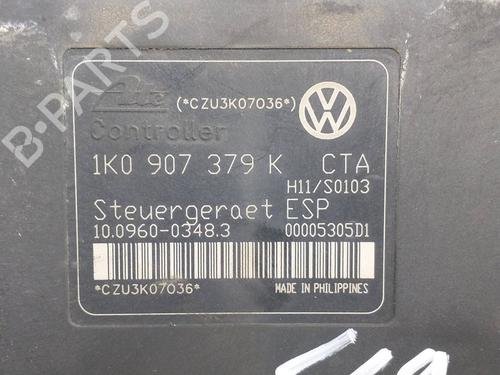 B-PARTS
Ate (*CZU3K07036*)
Controller
1K0 907 379 K CTA
H11/S0103
Steuergeraet ESP
10.0960-0348.3 00005305D1
*CZU3K07036* MADE IN PHILIPPINES